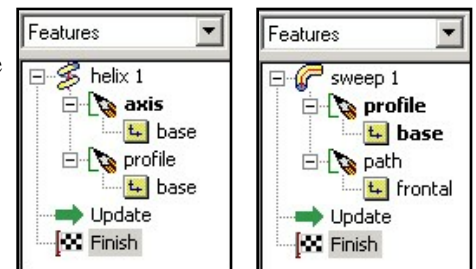 Features
helix 1
axis
base
profile
base
Update
Finish
Features
sweep 1
profile
base
path
frontal
Update
Finish